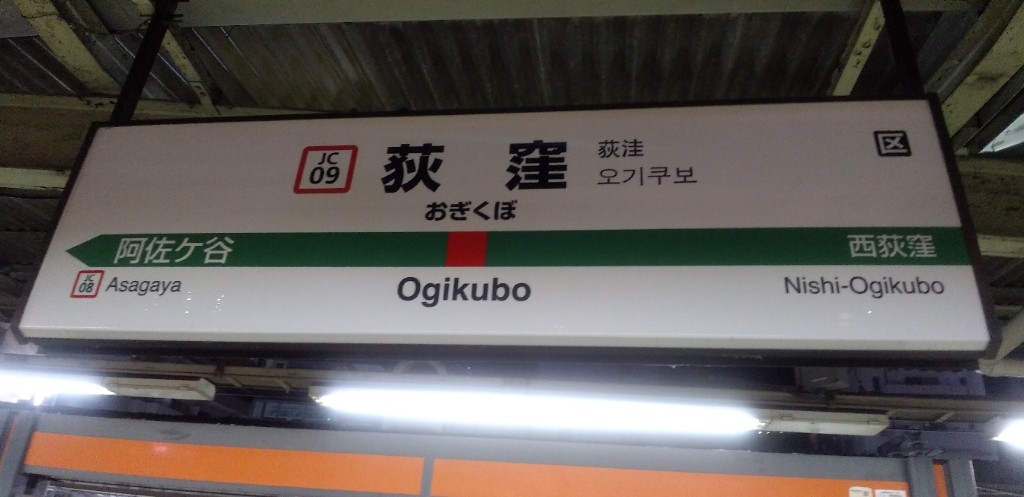 JC
09
荻窪
荻洼
오기쿠보
区
おぎくぼ
阿佐ケ谷
西荻窪
JC
08
Asagaya
Ogikubo
Nishi-Ogikubo